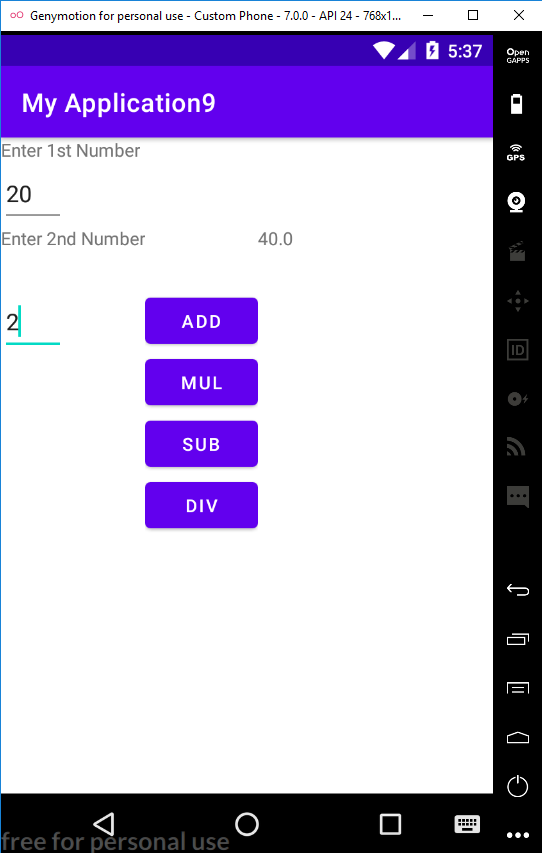 Genymotion for personal use - Custom Phone - 7.0.0 - API 24 - 768x1...
5:37
Open
GAPPS
My Application9
Enter 1st Number
GPS
20
Enter 2nd Number 40.0
2 ADD
ID
MUL
SUB
DIV
free for personal use